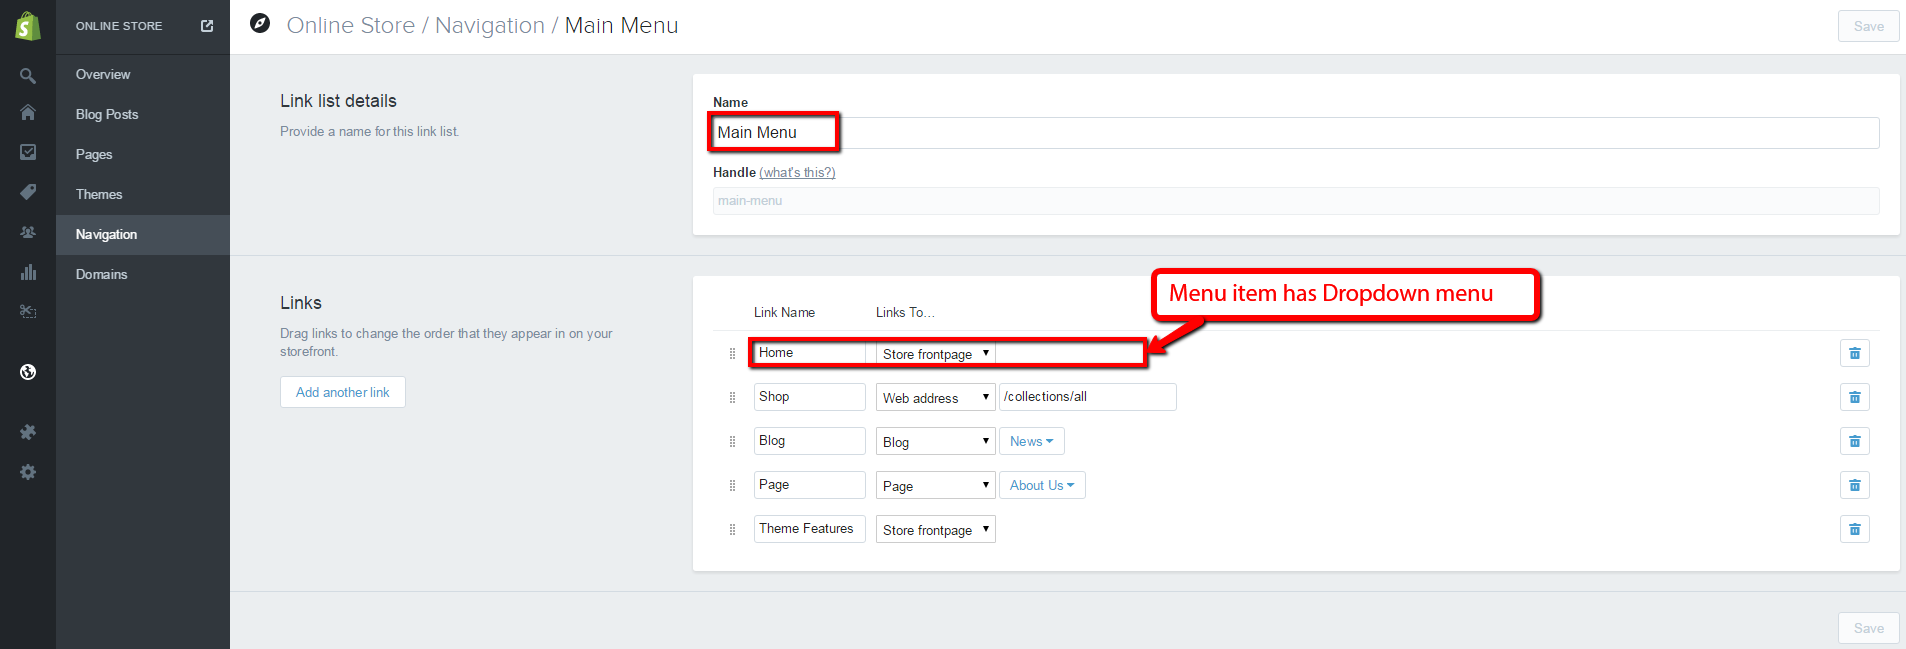 ONLINE STORE
Overview
Blog Posts
Pages
Themes
Navigation
Domains
Online Store / Navigation / Main Menu
Save
Link list details
Provide a name for this link list.
Name
Main Menu
Handle (what's this?)
main-menu
Links
Drag links to change the order that they appear in on your
storefront.
Add another link
Menu item has Dropdown menu
Link Name Links To...
Home Store frontpage
Shop Web address /collections/all
Blog Blog News
Page Page About Us
Theme Features Store frontpage
Save